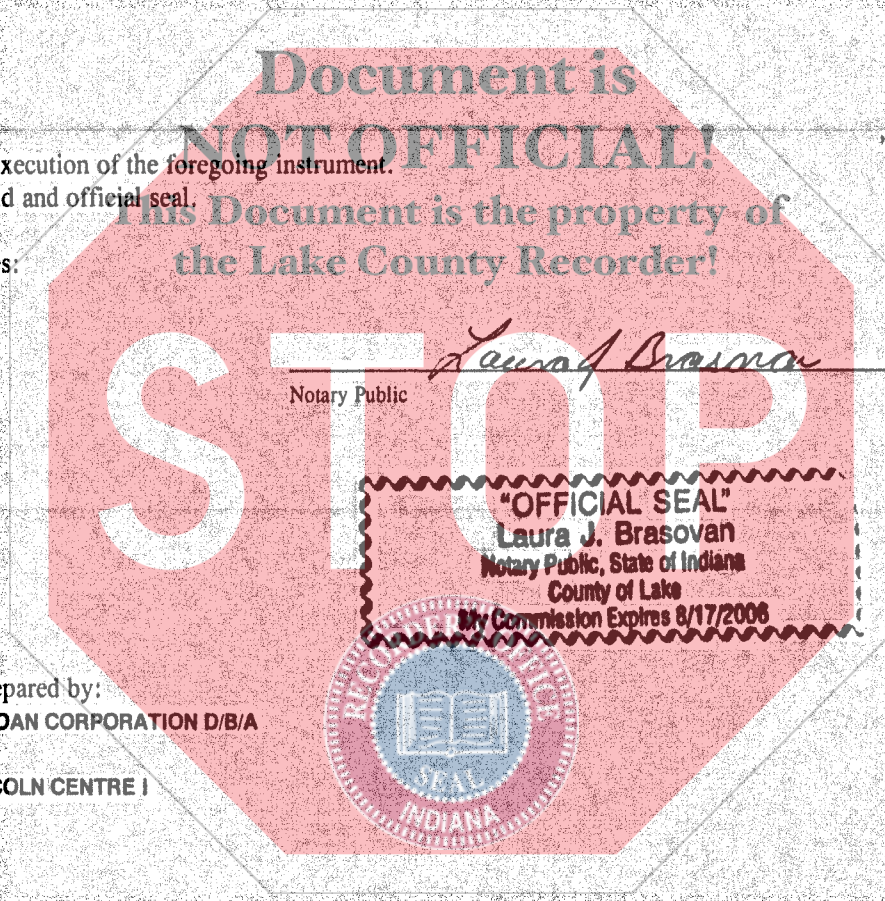 Document is
NOT OFFICIAL!
xecution of the foregoing instrument.
d and official seal.
This Document is the property of
the Lake County Recorder!
s:
STOP
Laura J Brasovan
Notary Public
"OFFICIAL SEAL"
Laura J. Brasovan
Notary Public, State of Indiana
County of Lake
My Commission Expires 8/17/2006
RECORDER'S OFFICE
SEAL
INDIANA
epared by:
OAN CORPORATION D/B/A
COLN CENTRE I